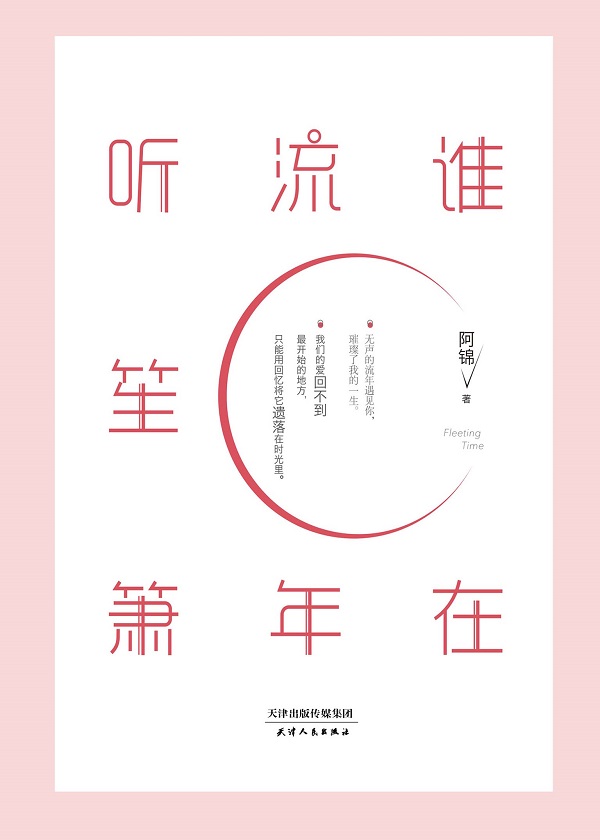 谁在
流年
听笙箫
阿锦
著
Fleeting
Time
无声的流年遇见你，
璀璨了我的一生。
我们的爱回不到
最开始的地方，
只能用回忆将它遗落在时光里。
天津出版传媒集团
天津人民出版社